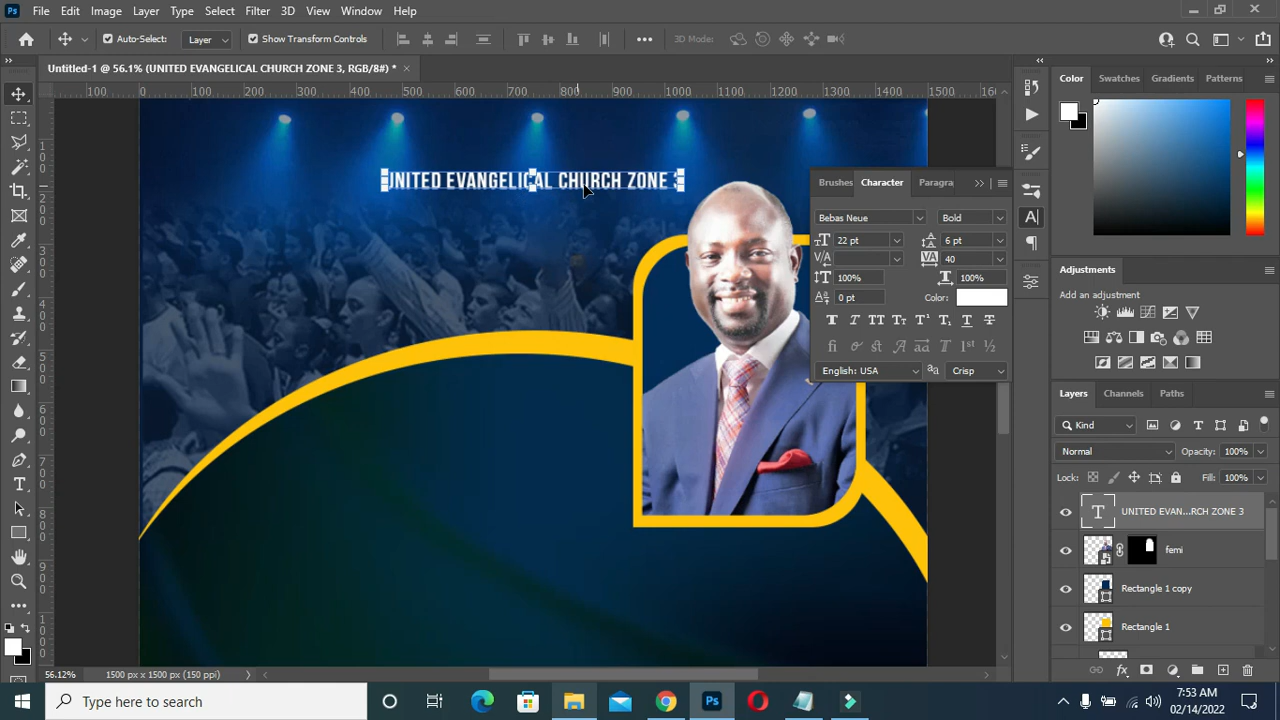 Ps File Edit Image Layer Type Select Filter 3D View Window Help
Auto-Select: Layer Show Transform Controls 3D Mode:
Untitled-1 @ 56.1% (UNITED EVANGELICAL CHURCH ZONE 3, RGB/8#) *
100 0 100 200 300 400 500 600 700 800 900 1000 1100 1200 1300 1400 1500
UNITED EVANGELICAL CHURCH ZONE 3
Brushes Character Paragra
Bebas Neue Bold
22 pt 6 pt
40
100% 100%
0 pt Color:
English: USA Crisp
Color Swatches Gradients Patterns
Adjustments
Add an adjustment
Layers Channels Paths
Kind
Normal Opacity: 100%
Lock: Fill: 100%
UNITED EVAN...RCH ZONE 3
femi
Rectangle 1 copy
Rectangle 1
56.12% 1500 px x 1500 px (150 ppi)
Type here to search
7:53 AM
02/14/2022